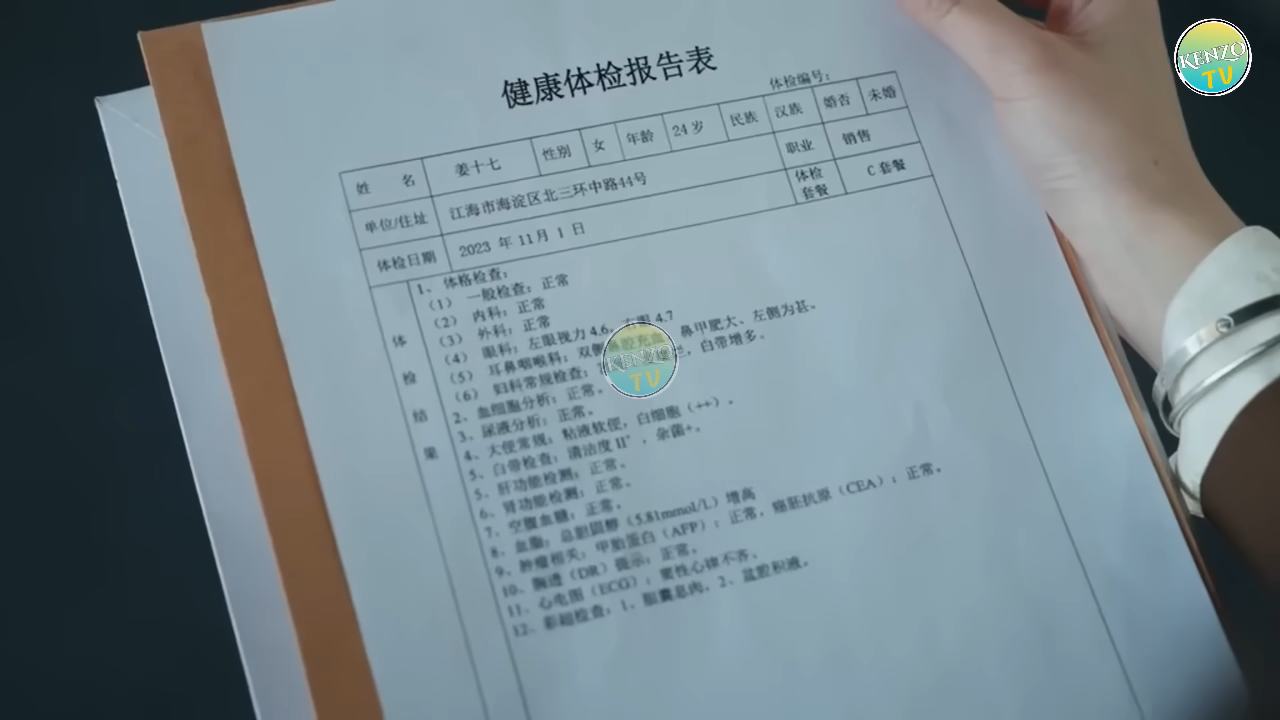 KENZO TV
健康体检报告表
体检编号:
姓 名 姜十七 性别 女 年龄 24岁 民族 汉族 婚否 未婚
单位/住址 江海市海淀区北三环中路44号 职业 销售
体检日期 2023 年 11月 1 日 体检套餐 C 套餐
体检结果
1、体格检查:
(1) 一般检查:正常
(2) 内科:正常
(3) 外科:正常
(4) 眼科:左眼视力 4.6,右眼 4.7
(5) 耳鼻咽喉科:双侧鼻腔充血,鼻甲肥大、左侧为甚。
(6) 妇科常规检查:,白带增多。
2、血细胞分析:正常。
3、尿液分析:正常。
4、大便常规:粘液软便,白细胞(++)。
5、白带检查:清洁度 II°,杂菌+。
5、肝功能检测:正常。
6、肾功能检测:正常。
7、空腹血糖:正常。
8、血脂:总胆固醇(5.81mmol/L)增高
9、肿瘤相关:甲胎蛋白(AFP):正常,癌胚抗原(CEA):正常。
10、胸透(DR)提示:正常。
11、心电图(ECG):窦性心律不齐。
12、彩超检查:1、胆囊息肉,2、盆腔积液。
KENZO TV